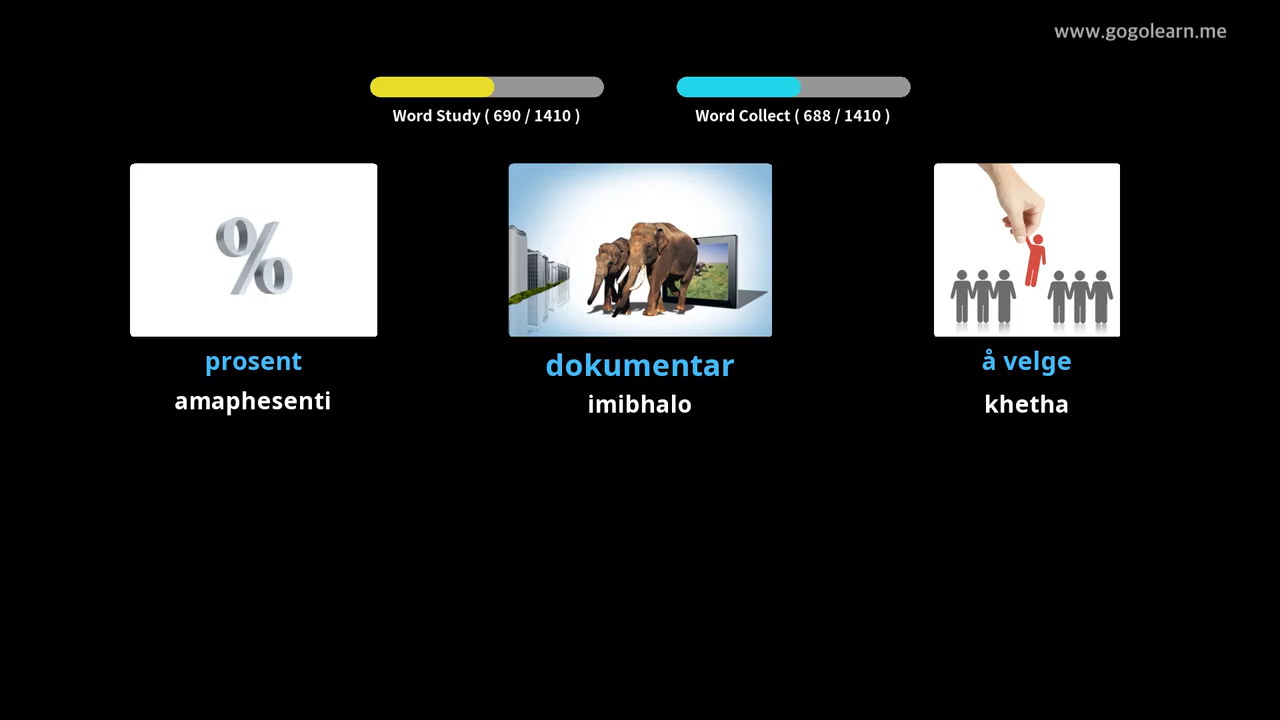 www.gogolearn.me
Word Study ( 690 / 1410 )
Word Collect ( 688 / 1410 )
prosent
amaphesenti
dokumentar
imibhalo
å velge
khetha